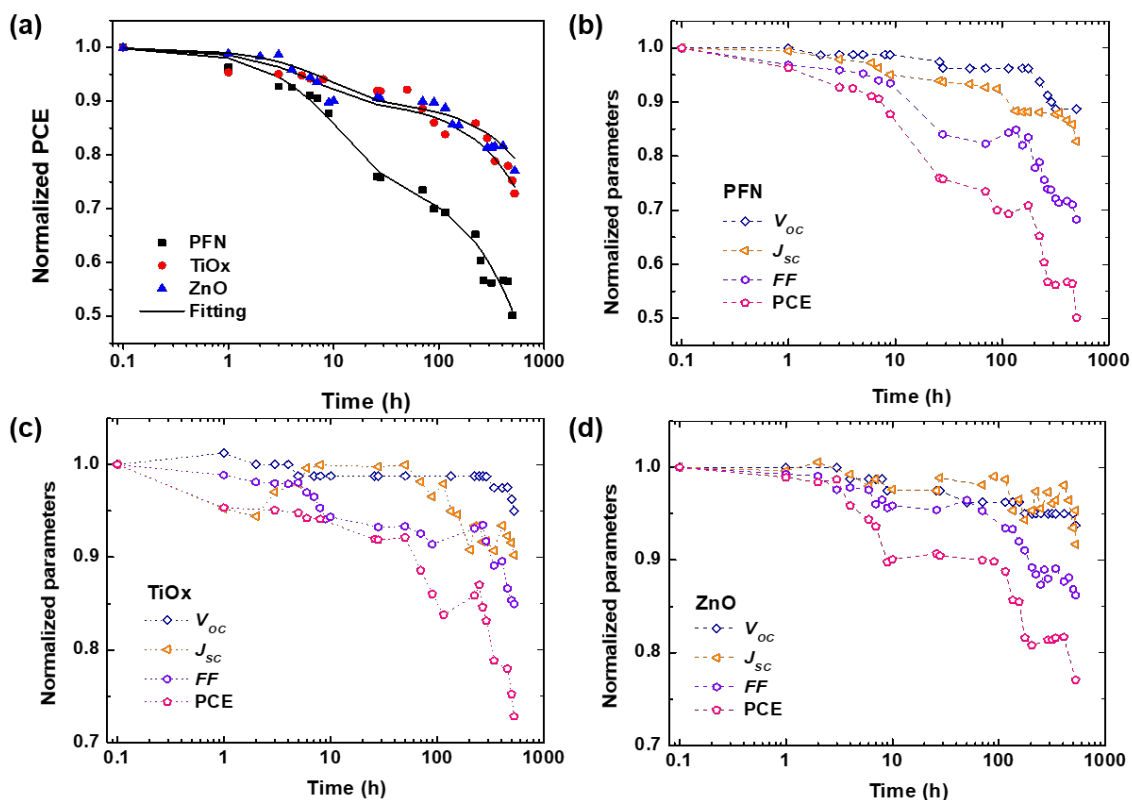 (a)
Normalized PCE
1.0
0.9
0.8
0.7
0.6
0.5
PFN
TiOx
ZnO
Fitting
0.1 1 10 100 1000
Time (h)
(b)
Normalized parameters
1.0
0.9
0.8
0.7
0.6
0.5
PFN
VOC
JSC
FF
PCE
0.1 1 10 100 1000
Time (h)
(c)
Normalized parameters
1.0
0.9
0.8
0.7
TiOx
VOC
JSC
FF
PCE
0.1 1 10 100 1000
Time (h)
(d)
Normalized parameters
1.0
0.9
0.8
0.7
ZnO
VOC
JSC
FF
PCE
0.1 1 10 100 1000
Time (h)